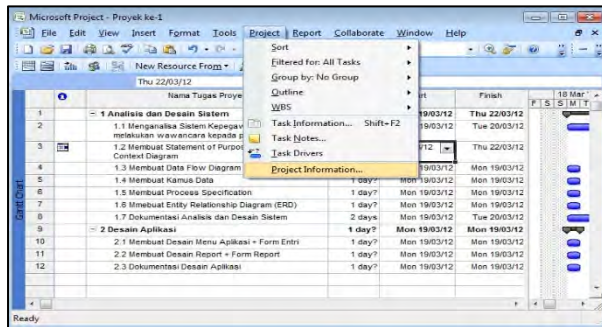 Microsoft Project - Proyek ke-1
File Edit View Insert Format Tools Project Report Collaborate Window Help
New Resource From
Thu 22/03/12
Sort
Filtered for: All Tasks
Group by: No Group
Outline
WBS
Task Information... Shift+F2
Task Notes...
Task Drivers
Project Information...
Nama Tugas Proye Finish 18 Mar '
F S S M T
1 1 Analisis dan Desain Sistem 19/03/12 Thu 22/03/12
2 1.1 Menganalisa Sistem Kepegaw 19/03/12 Tue 20/03/12
melakukan wawancara kepada p
3 1.2 Membuat Statement of Purpo /12 Thu 22/03/12
Context Diagram
4 1.3 Membuat Data Flow Diagram 19/03/12 Mon 19/03/12
5 1.4 Membuat Kamus Data 1 day? Mon 19/03/12 Mon 19/03/12
6 1.5 Membuat Process Specification 1 day? Mon 19/03/12 Mon 19/03/12
7 1.6 Mmebuat Entity Relationship Diagram (ERD) 1 day? Mon 19/03/12 Mon 19/03/12
8 1.7 Dokumentasi Analisis dan Desain Sistem 2 days Mon 19/03/12 Tue 20/03/12
9 2 Desain Aplikasi 1 day? Mon 19/03/12 Mon 19/03/12
10 2.1 Membuat Desain Menu Aplikasi + Form Entri 1 day? Mon 19/03/12 Mon 19/03/12
11 2.2 Membuat Desain Report + Form Report 1 day? Mon 19/03/12 Mon 19/03/12
12 2.3 Dokumentasi Desain Aplikasi 1 day? Mon 19/03/12 Mon 19/03/12
Gantt Chart
Ready